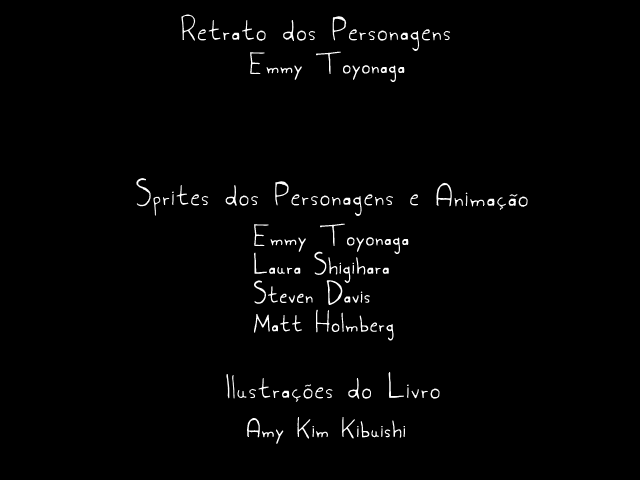 Retrato dos Personagens
Emmy Toyonaga
Sprites dos Personagens e Animação
Emmy Toyonaga
Laura Shigihara
Steven Davis
Matt Holmberg
Ilustrações do Livro
Amy Kim Kibuishi